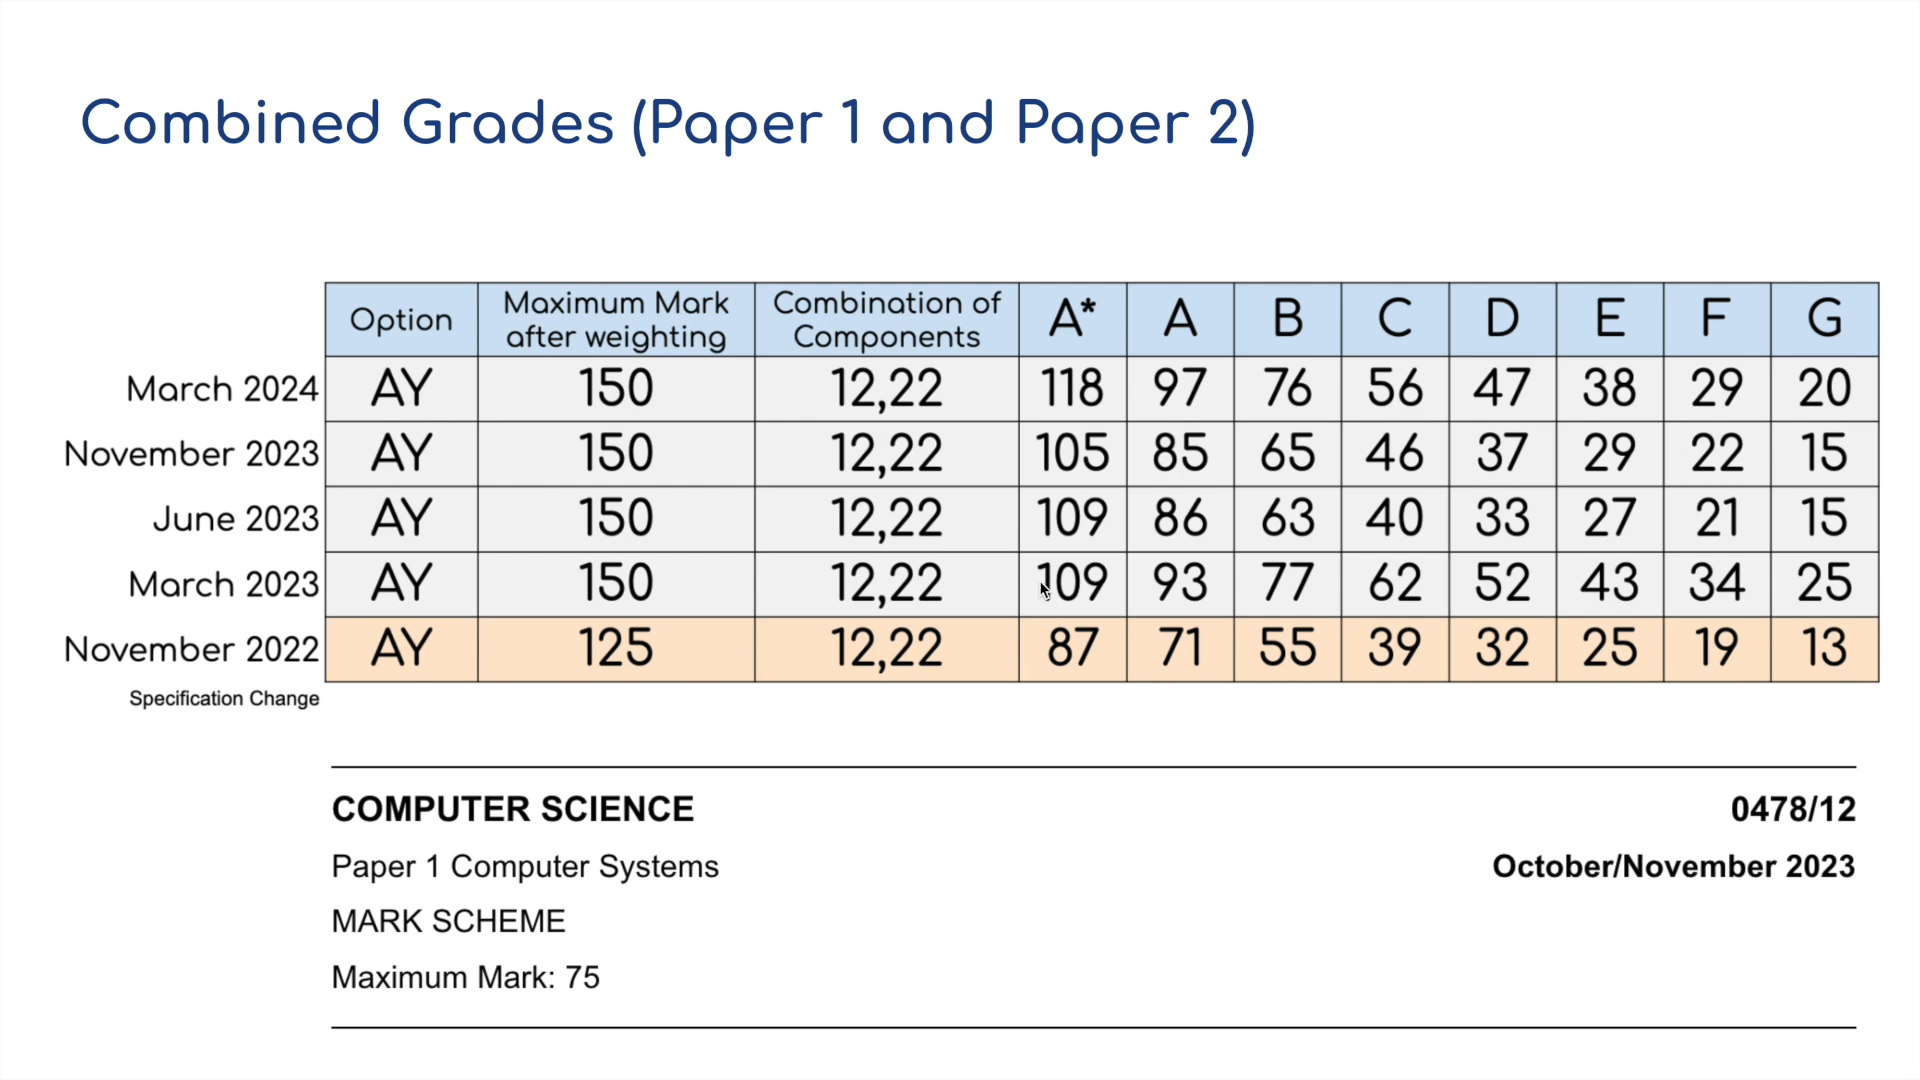 Combined Grades (Paper 1 and Paper 2)
Option Maximum Mark after weighting Combination of Components A* A B C D E F G
March 2024 AY 150 12,22 118 97 76 56 47 38 29 20
November 2023 AY 150 12,22 105 85 65 46 37 29 22 15
June 2023 AY 150 12,22 109 86 63 40 33 27 21 15
March 2023 AY 150 12,22 109 93 77 62 52 43 34 25
November 2022 AY 125 12,22 87 71 55 39 32 25 19 13
Specification Change
COMPUTER SCIENCE 0478/12
Paper 1 Computer Systems October/November 2023
MARK SCHEME
Maximum Mark: 75